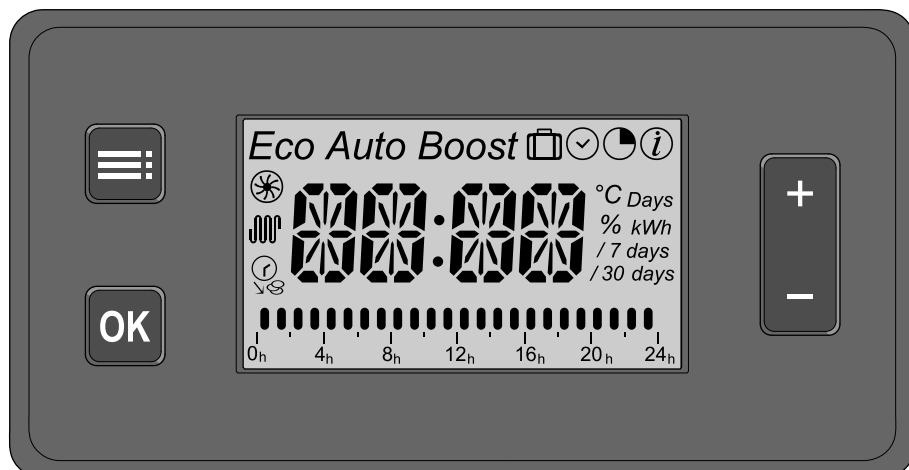 Eco Auto Boost i
°C Days
% kWh
/ 7 days
/ 30 days
0h 4h 8h 12h 16h 20h 24h
OK
+
−